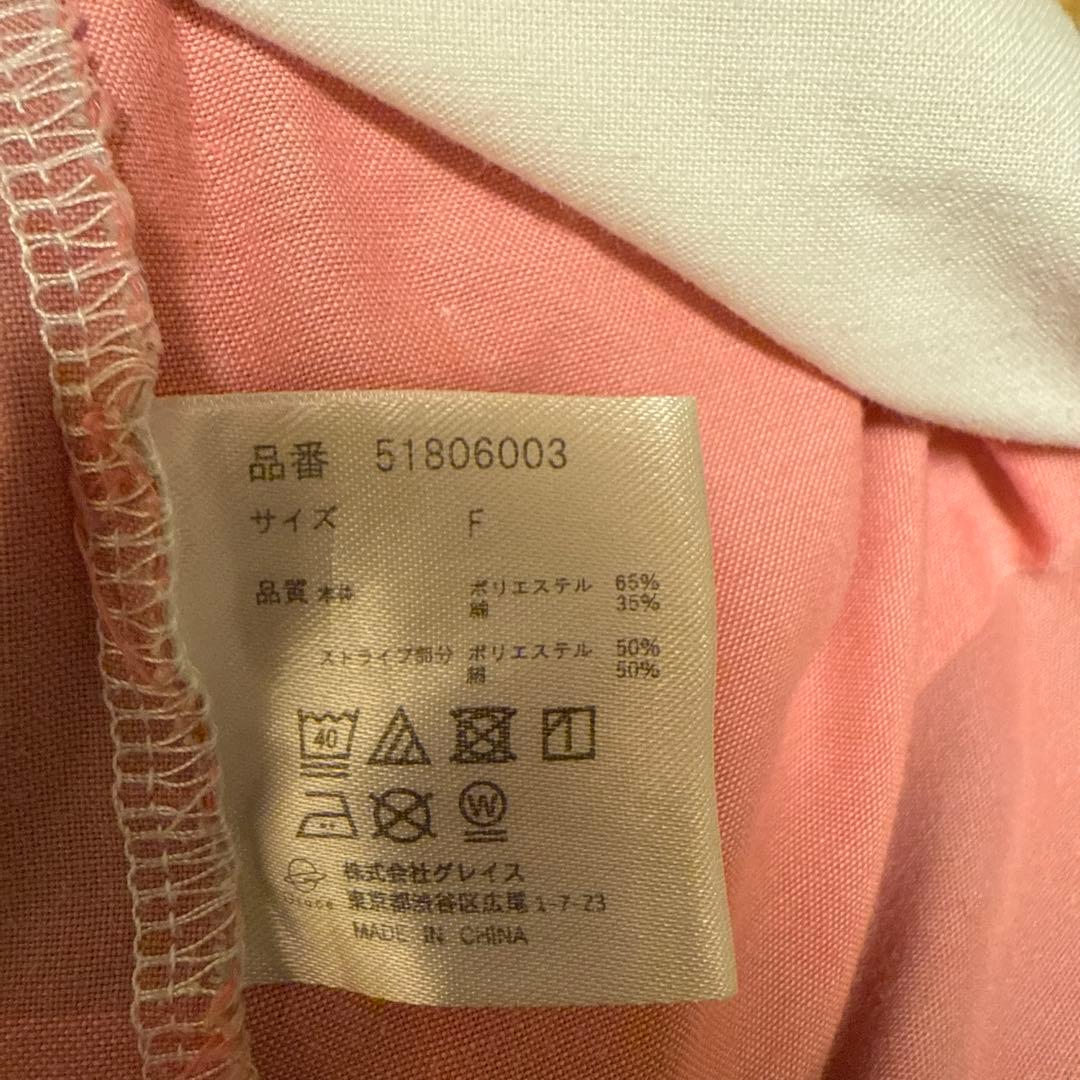 品番 51806003
サイズ F
品質 本体 ポリエステル 65%
綿 35%
ストライプ部分 ポリエステル 50%
綿 50%
40
W
株式会社グレイス
東京都渋谷区広尾 1-7-23
MADE IN CHINA